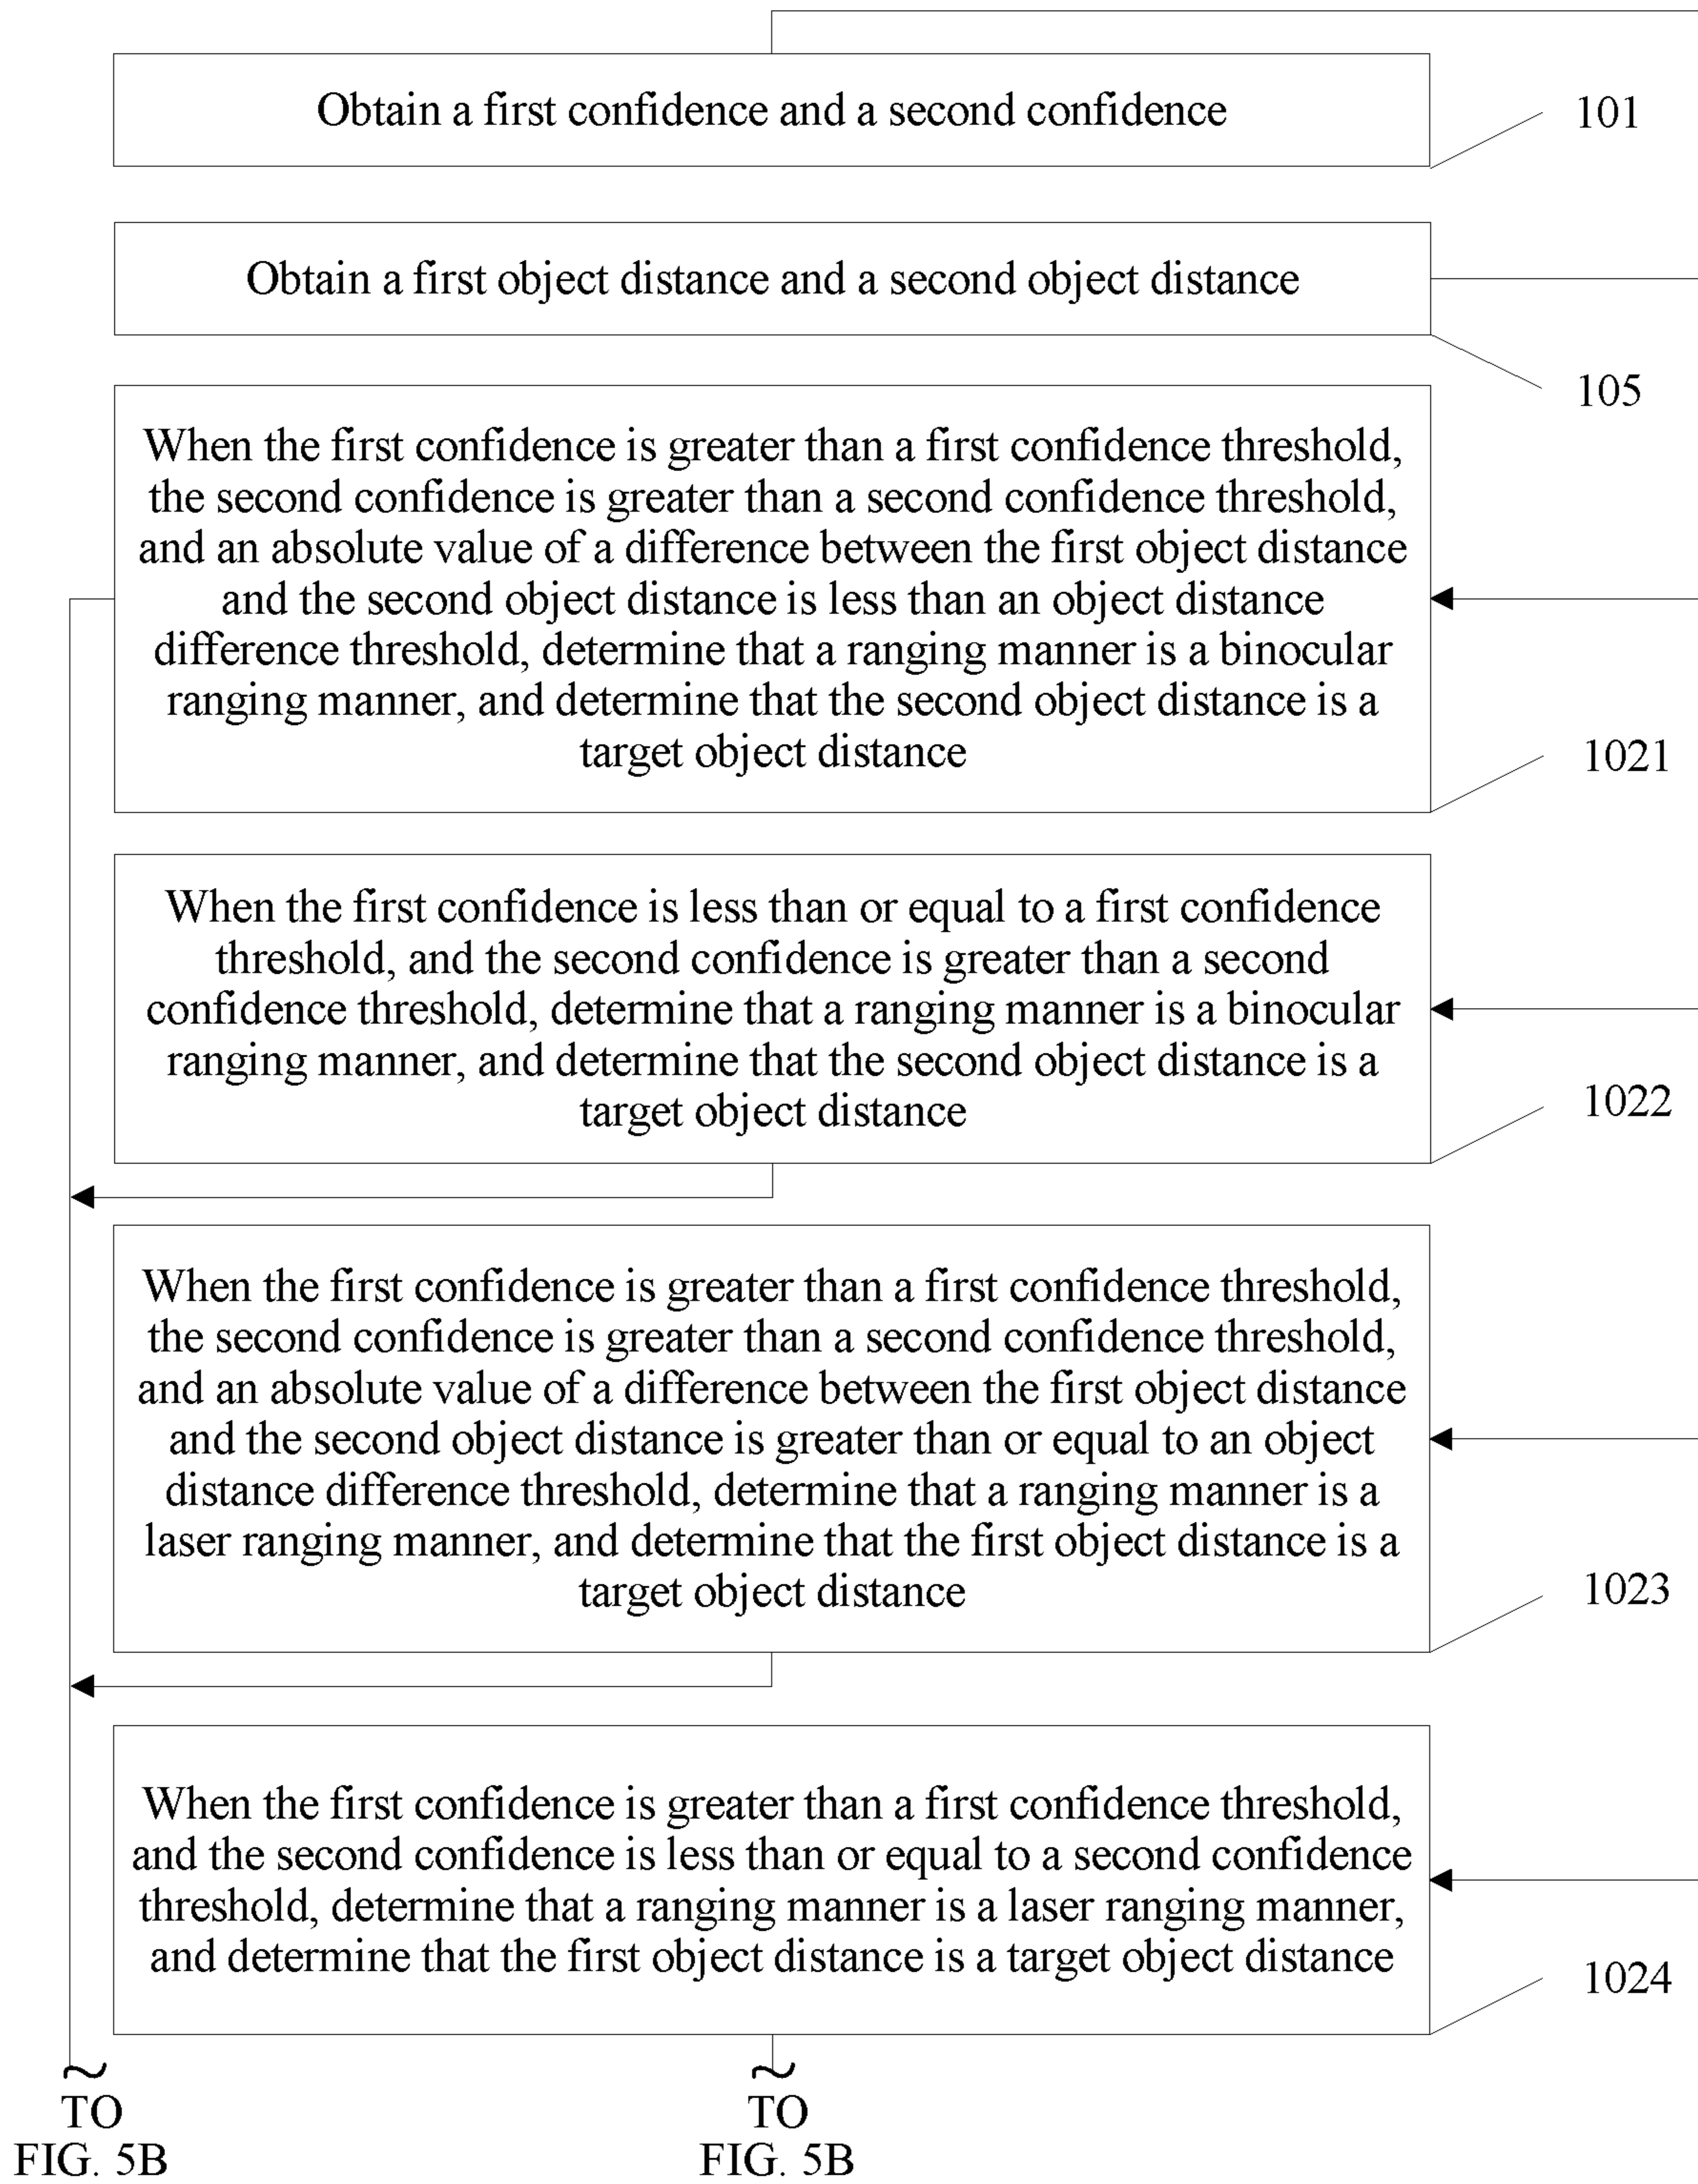 Obtain a first confidence and a second confidence
101
Obtain a first object distance and a second object distance
105
When the first confidence is greater than a first confidence threshold,
the second confidence is greater than a second confidence threshold,
and an absolute value of a difference between the first object distance
and the second object distance is less than an object distance
difference threshold, determine that a ranging manner is a binocular
ranging manner, and determine that the second object distance is a
target object distance
1021
When the first confidence is less than or equal to a first confidence
threshold, and the second confidence is greater than a second
confidence threshold, determine that a ranging manner is a binocular
ranging manner, and determine that the second object distance is a
target object distance
1022
When the first confidence is greater than a first confidence threshold,
the second confidence is greater than a second confidence threshold,
and an absolute value of a difference between the first object distance
and the second object distance is greater than or equal to an object
distance difference threshold, determine that a ranging manner is a
laser ranging manner, and determine that the first object distance is a
target object distance
1023
When the first confidence is greater than a first confidence threshold,
and the second confidence is less than or equal to a second confidence
threshold, determine that a ranging manner is a laser ranging manner,
and determine that the first object distance is a target object distance
1024
TO
FIG. 5B
TO
FIG. 5B